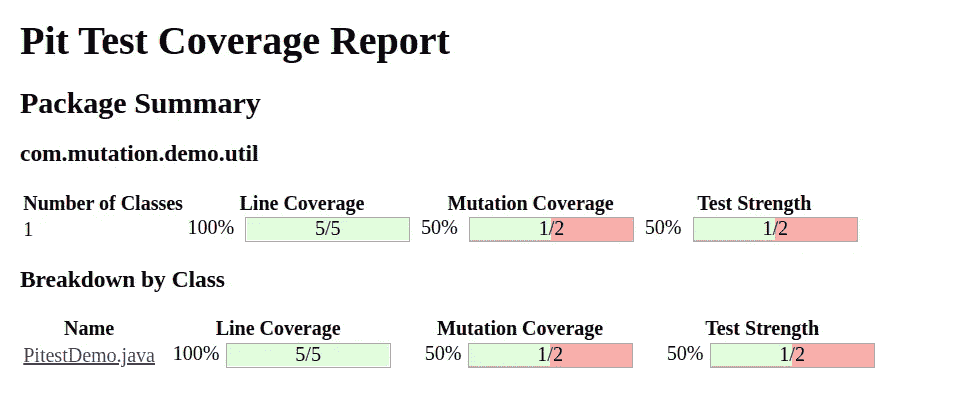 Pit Test Coverage Report
Package Summary
com.mutation.demo.util
Number of Classes Line Coverage Mutation Coverage Test Strength
1 100% 5/5 50% 1/2 50% 1/2
Breakdown by Class
Name Line Coverage Mutation Coverage Test Strength
PitestDemo.java 100% 5/5 50% 1/2 50% 1/2